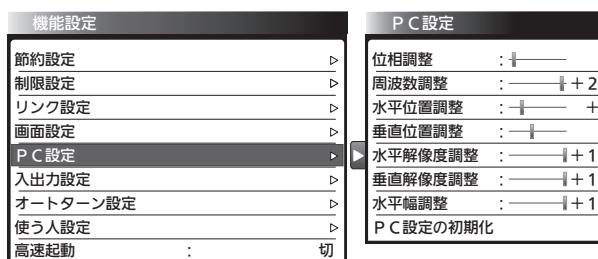 機能設定
節約設定
制限設定
リンク設定
画面設定
ＰＣ設定
入出力設定
オートターン設定
使う人設定
高速起動 : 切
ＰＣ設定
位相調整 :
周波数調整 : ＋2
水平位置調整 : ＋
垂直位置調整 :
水平解像度調整 : ＋1
垂直解像度調整 : ＋1
水平幅調整 : ＋1
ＰＣ設定の初期化